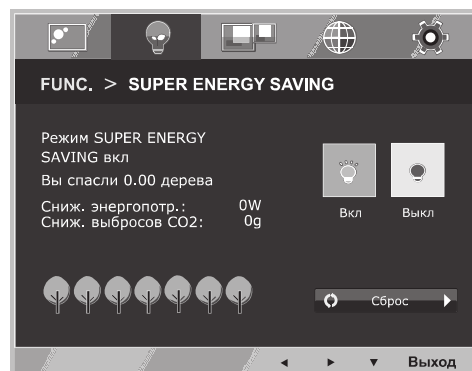 FUNC. > SUPER ENERGY SAVING
Режим SUPER ENERGY
SAVING вкл
Вы спасли 0.00 дерева
Сниж. энергопотр.: 0W
Сниж. выбросов CO2: 0g
Вкл Выкл
Сброс
Выход